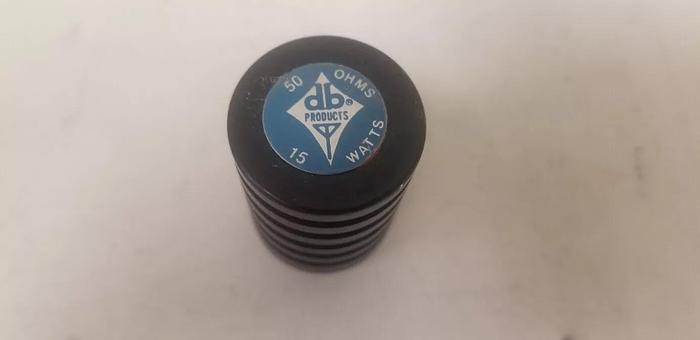 50 OHMS
db®
PRODUCTS
15 WATTS